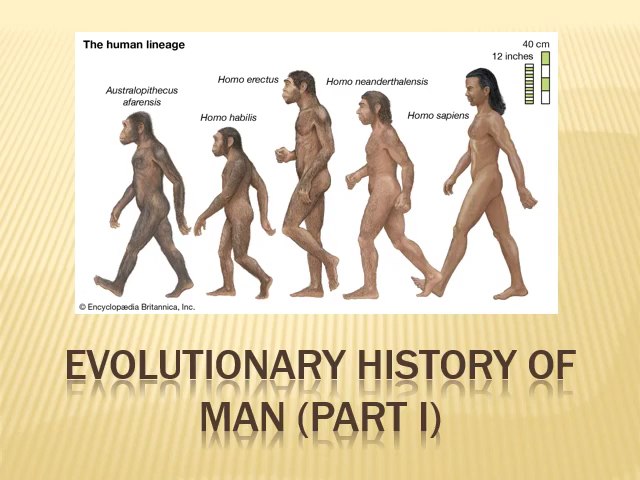 The human lineage
40 cm
12 inches
Homo erectus
Homo neanderthalensis
Australopithecus
afarensis
Homo habilis
Homo sapiens
© Encyclopædia Britannica, Inc.
EVOLUTIONARY HISTORY OF
MAN (PART I)